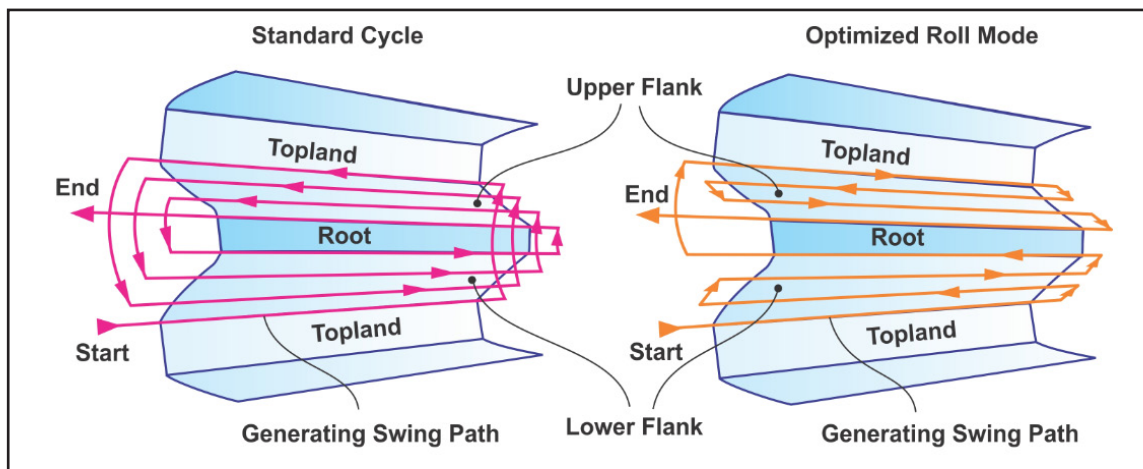 Standard Cycle
Optimized Roll Mode
Upper Flank
Topland
Topland
End
End
Root
Root
Topland
Topland
Start
Start
Generating Swing Path
Lower Flank
Generating Swing Path